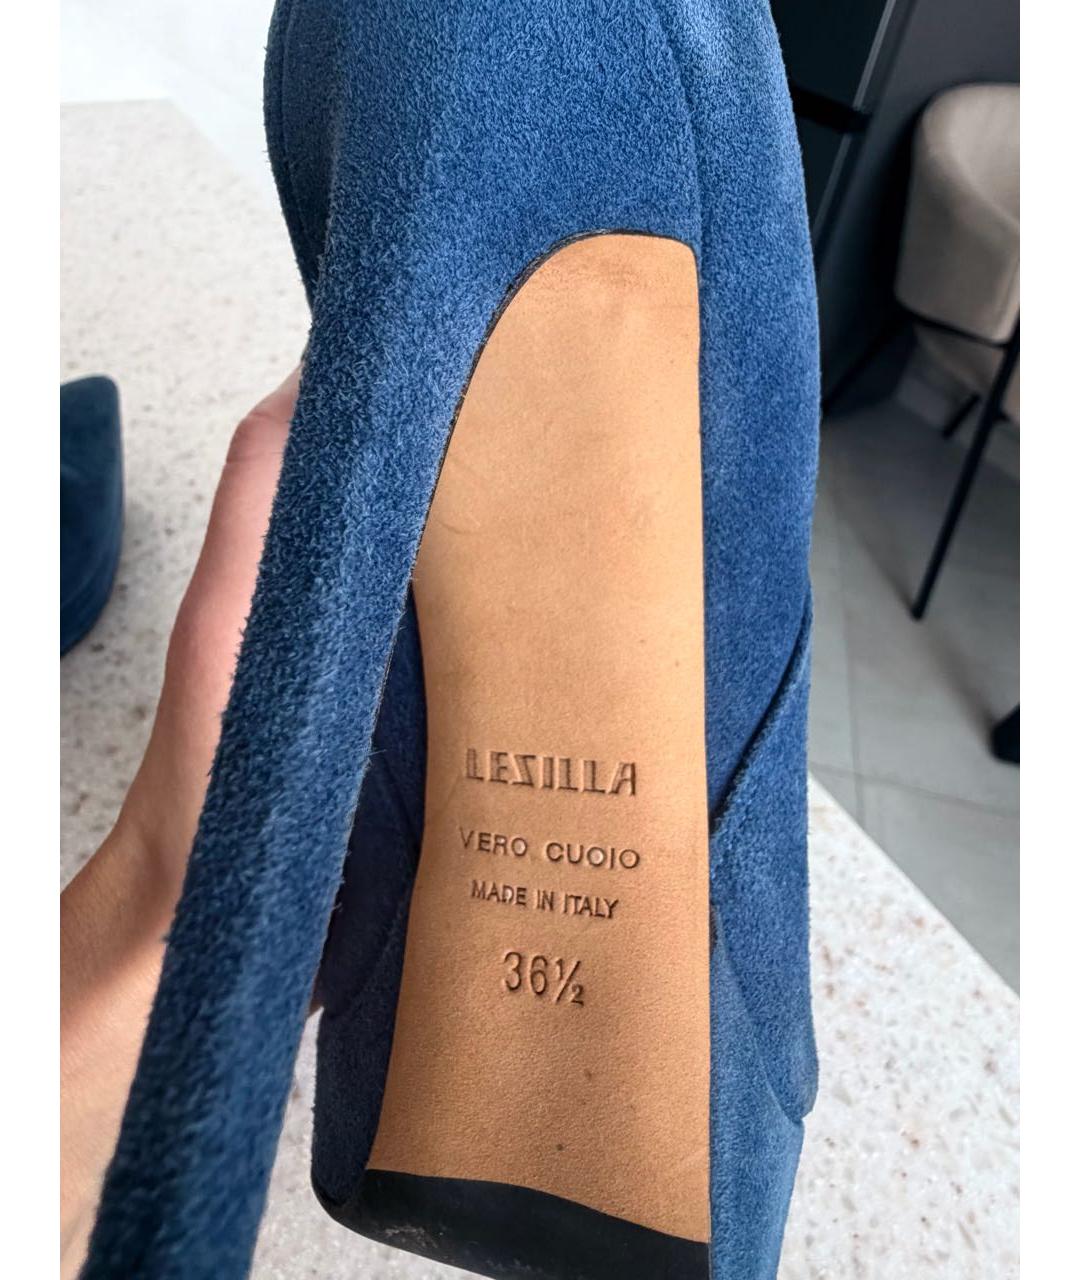 LESILLA
VERO CUOIO
MADE IN ITALY
36½